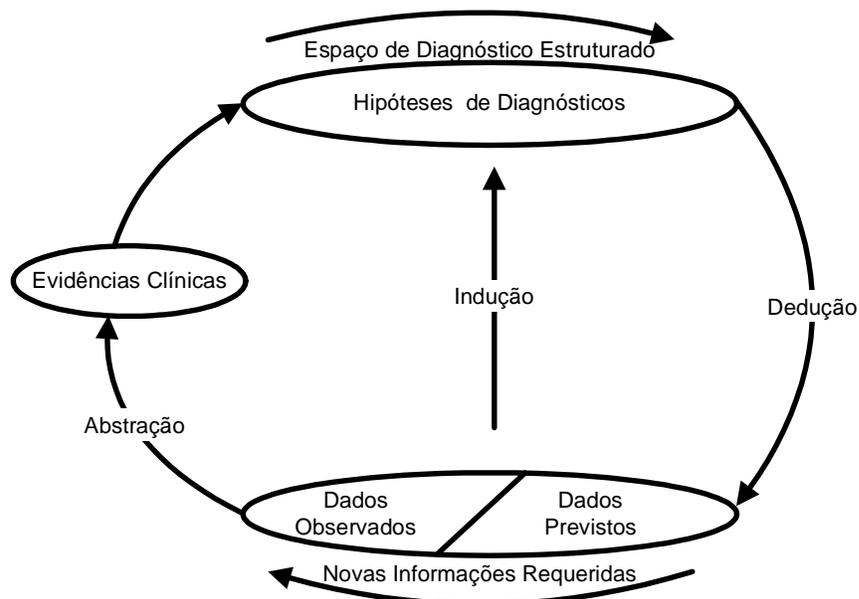 Espaço de Diagnóstico Estruturado
Hipóteses de Diagnósticos
Evidências Clínicas
Indução
Dedução
Abstração
Dados
Observados
Dados
Previstos
Novas Informações Requeridas